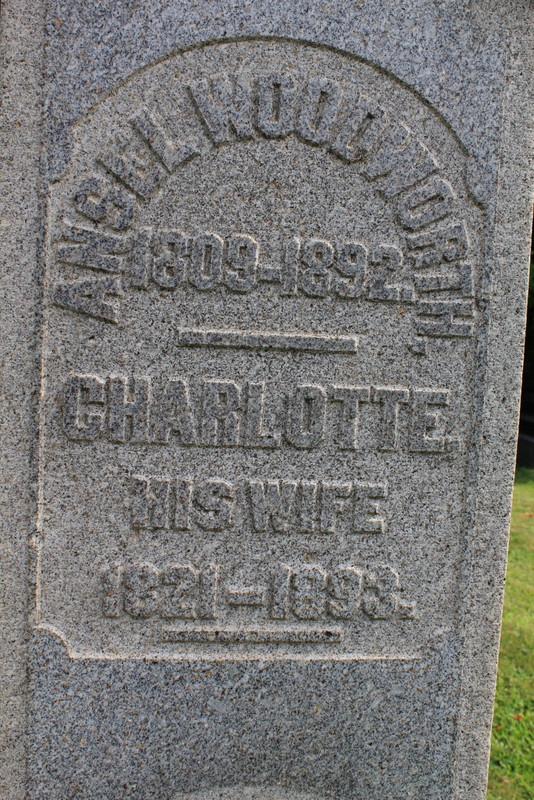 ANSEL WOODWORTH,
1809-1892.
CHARLOTTE.
HIS WIFE
1821-1893.